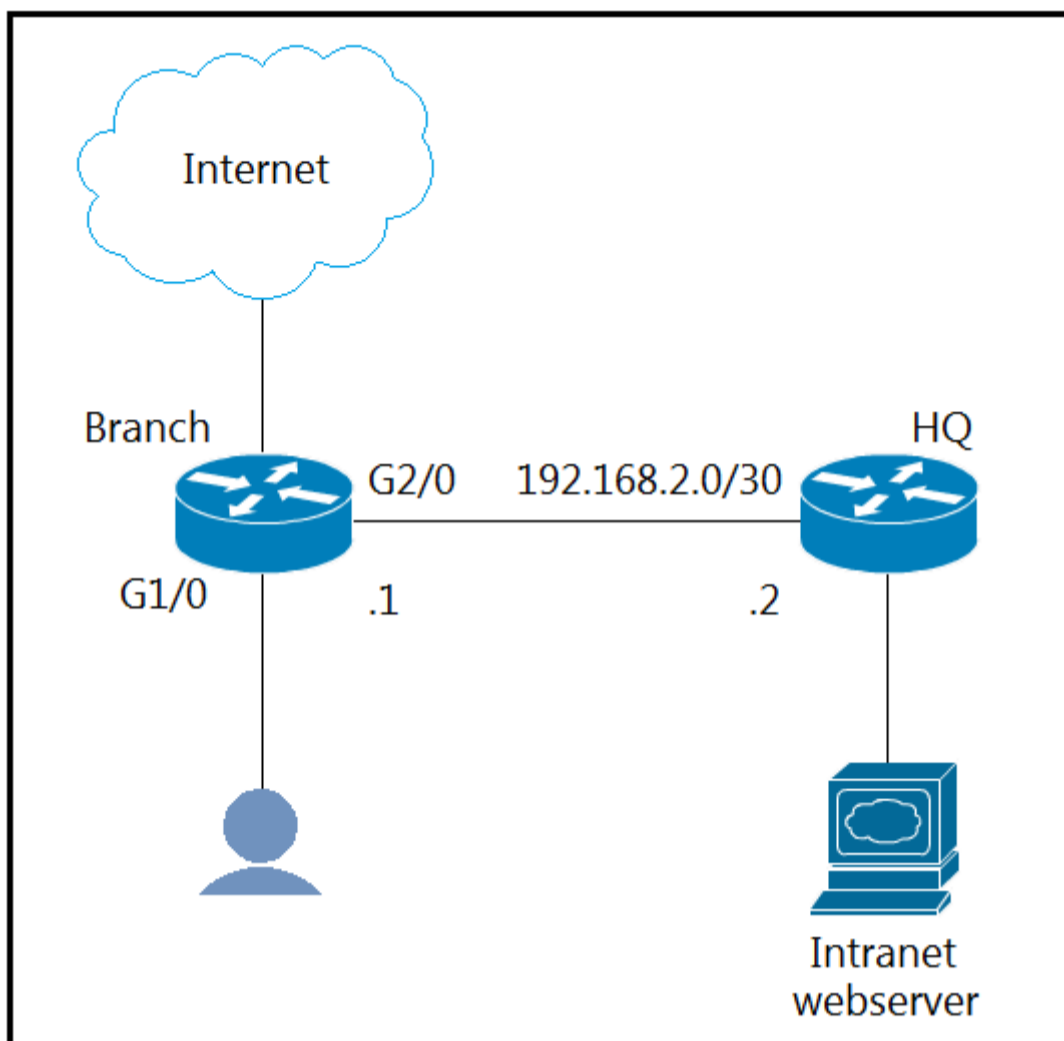 Internet
Branch
HQ
G2/0
192.168.2.0/30
G1/0
.1
.2
Intranet
webserver